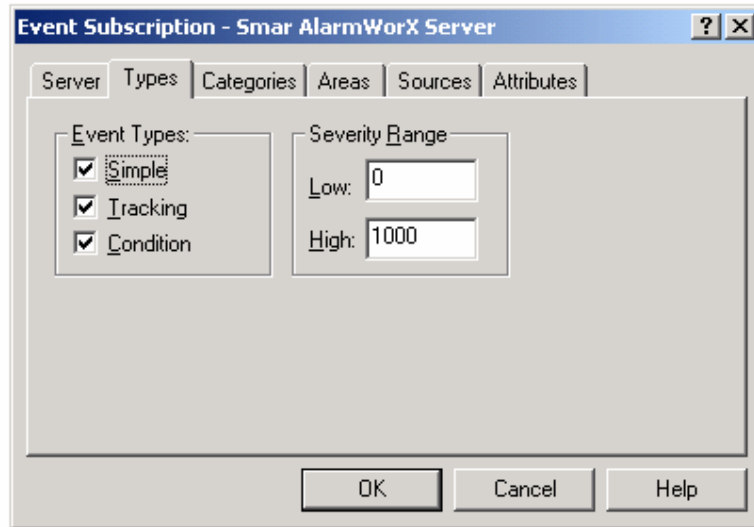 Event Subscription - Smar AlarmWorX Server
Server Types Categories Areas Sources Attributes
Event Types:
Simple
Tracking
Condition
Severity Range
Low: 0
High: 1000
OK Cancel Help